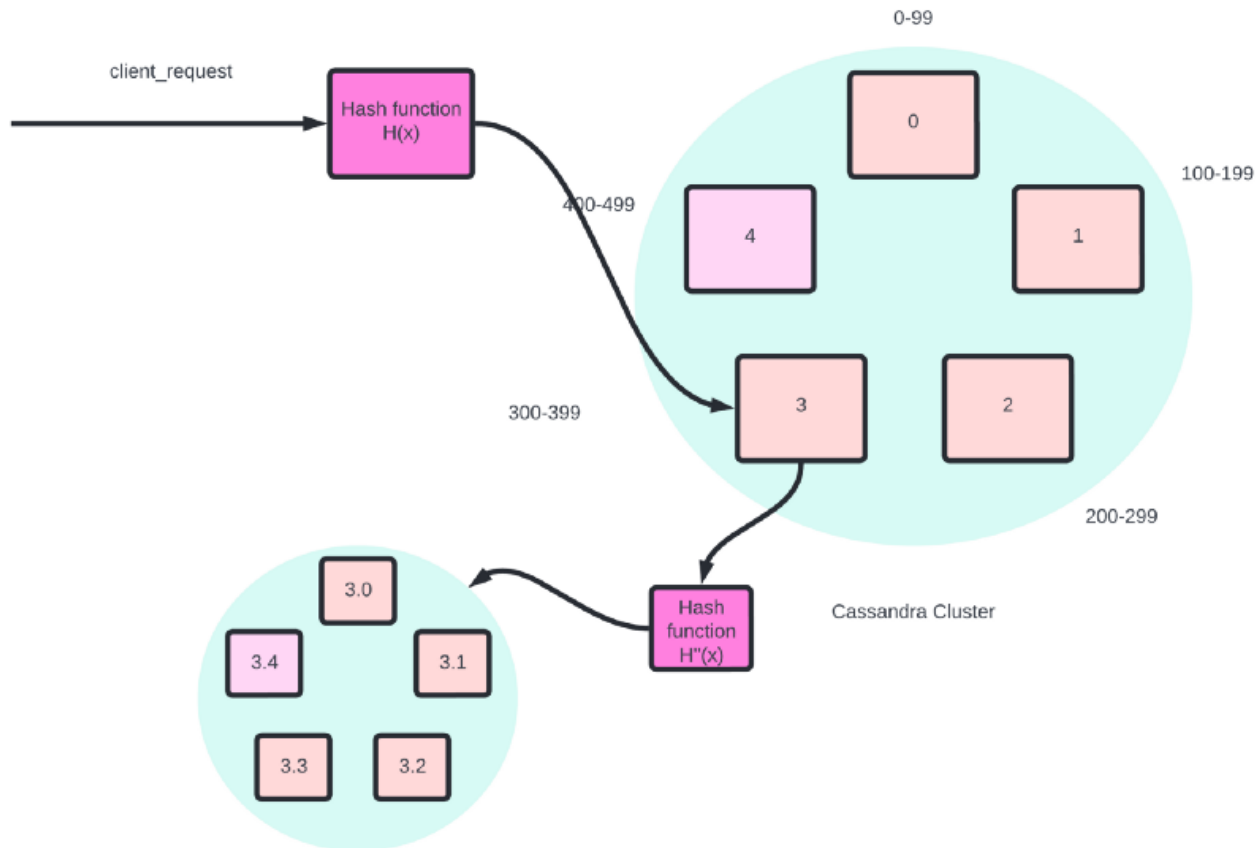 0-99
client_request
Hash function
H(x)
0
100-199
400-499
4
1
3
2
300-399
200-299
3.0
Hash
function
H"(x)
Cassandra Cluster
3.4
3.1
3.3
3.2